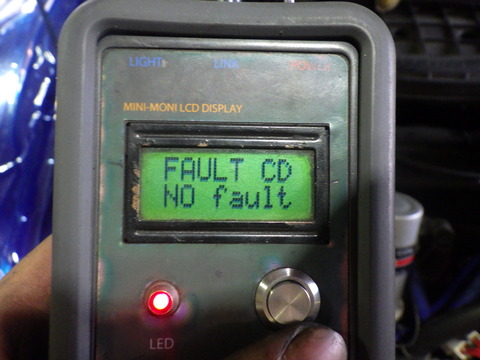 LIGHT LINK POWER
MINI-MONI LCD DISPLAY
FAULT CD
NO fault
LED